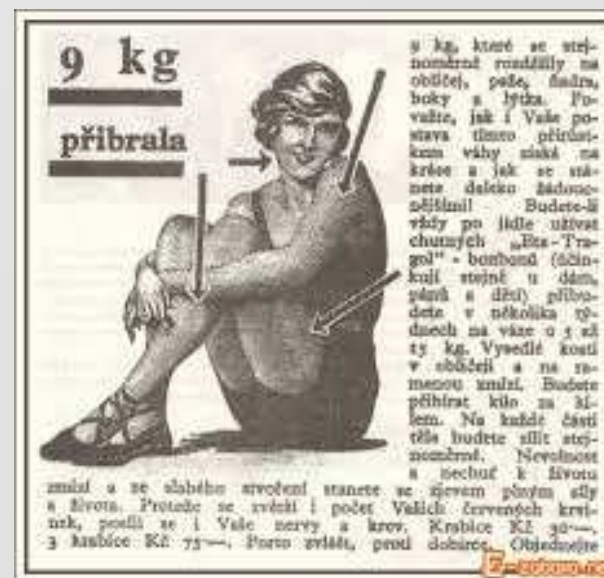 9 kg
přibrala
9 kg, které se stej-
noměrně rozdělily na
obličej, paže, ňadra,
boky a lýtka. Po-
važte, jak i Vaše po-
stava tímto přírůst-
kem váhy získá na
kráse a jak se sta-
nete daleko žádouc-
nějšími! Budete-li
vždy po jídle užívat
chutných „Eta-Tra-
gol“ - bonbonů (účin-
kují stejně u dam,
pánů a dětí) přibu-
dete v několika tý-
dnech na váze o 5 až
15 kg. Vysedlé kosti
v obličeji a na ra-
menou zmizí. Budete
přibírat kilo za ki-
lem. Na každé části
těla budete sílit stej-
noměrně. Nevolnost
a nechuť k životu
zmizí a ze slabého stvoření stanete se zjevem plným síly
a života. Protože se zvětší i počet Vašich červených krvi-
nek, posílí se i Vaše nervy a krev. Krabice Kč 30·—,
3 krabice Kč 75·—. Porto zvlášť, proti dobírce. Objednejte